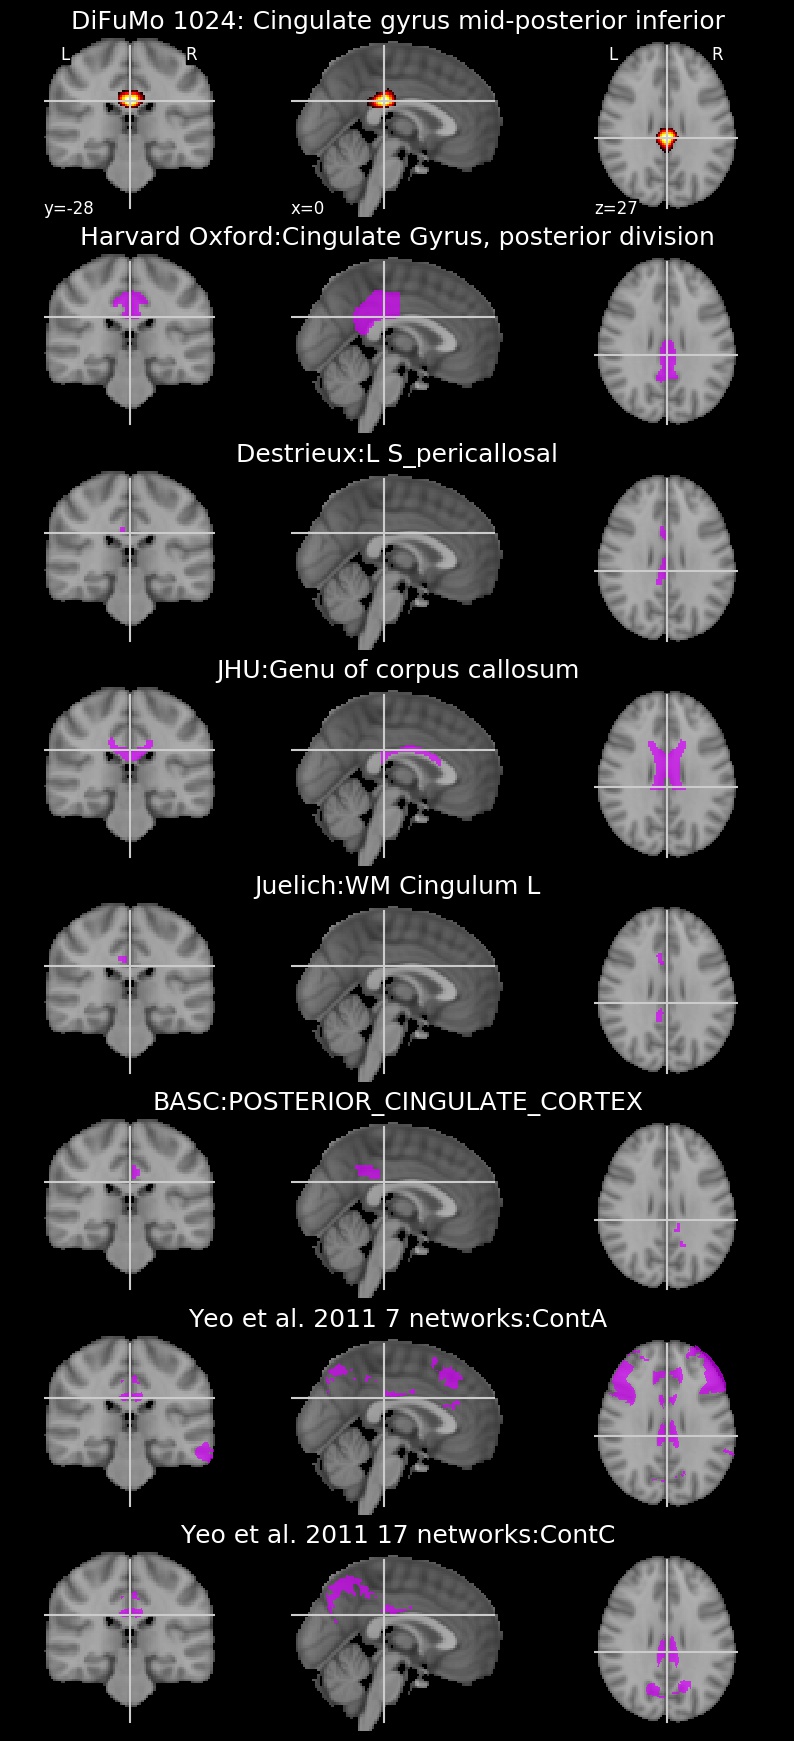 DiFuMo 1024: Cingulate gyrus mid-posterior inferior
L R L R
y=-28 x=0 z=27
Harvard Oxford:Cingulate Gyrus, posterior division
Destrieux:L S_pericallosal
JHU:Genu of corpus callosum
Juelich:WM Cingulum L
BASC:POSTERIOR_CINGULATE_CORTEX
Yeo et al. 2011 7 networks:ContA
Yeo et al. 2011 17 networks:ContC